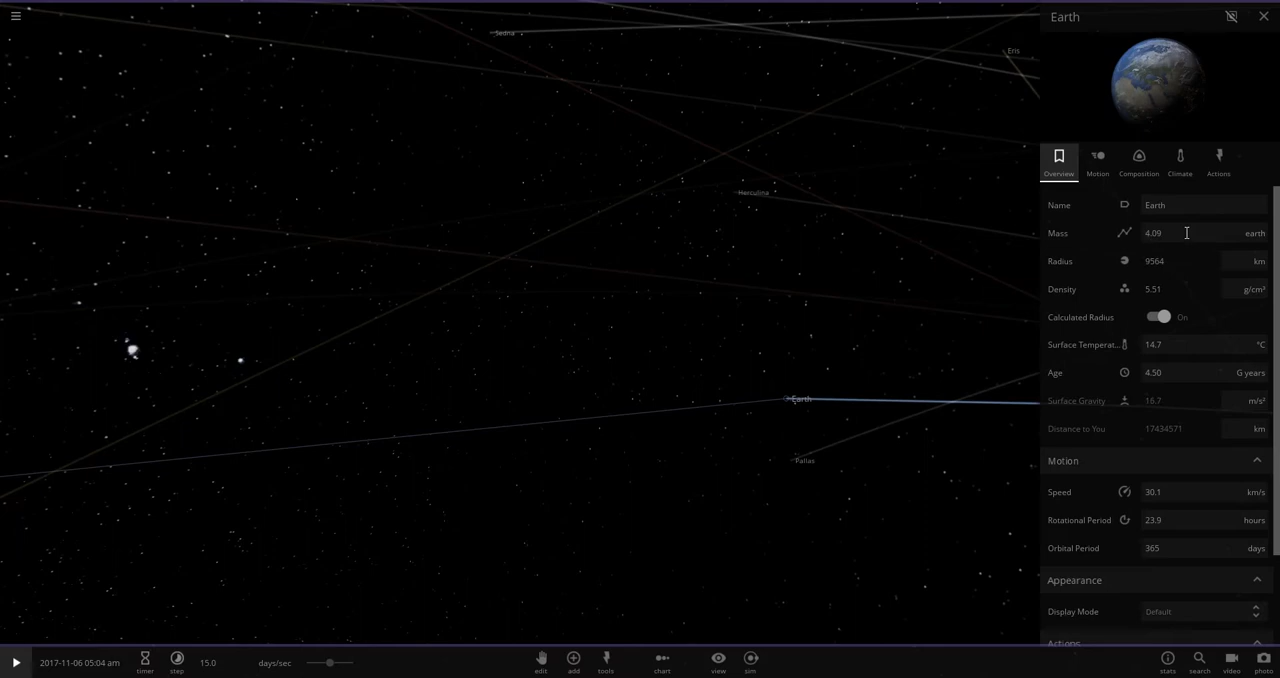 Earth
Sedna
Eris
Herculina
Earth
Pallas
Overview
Motion
Composition
Climate
Actions
Name Earth
Mass 4.09 earth
Radius 9564 km
Density 5.51 g/cm³
Calculated Radius On
Surface Temperat... 14.7 °C
Age 4.50 G years
Surface Gravity 16.7 m/s²
Distance to You 17434571 km
Motion
Speed 30.1 km/s
Rotational Period 23.9 hours
Orbital Period 365 days
Appearance
Display Mode Default
Actions
2017-11-06 05:04 am
timer
step
15.0 days/sec
edit
add
tools
chart
view
sim
stats
search
video
photo